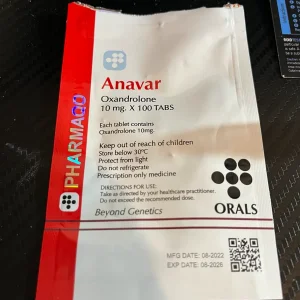 Anavar
Oxandrolone
10 mg. X 100 TABS
Each tablet contains
Oxandrolone 10mg.
Keep out of reach of children
Store below 30ºC
Protect from light
Do not refrigerate
Prescription only medicine
DIRECTIONS FOR USE:
Take as directed by your healthcare practitioner.
Do not exceed the recommended dose.
Beyond Genetics
ORALS
MFG DATE: 08-2022
EXP DATE: 08-2026
PHARMAQO